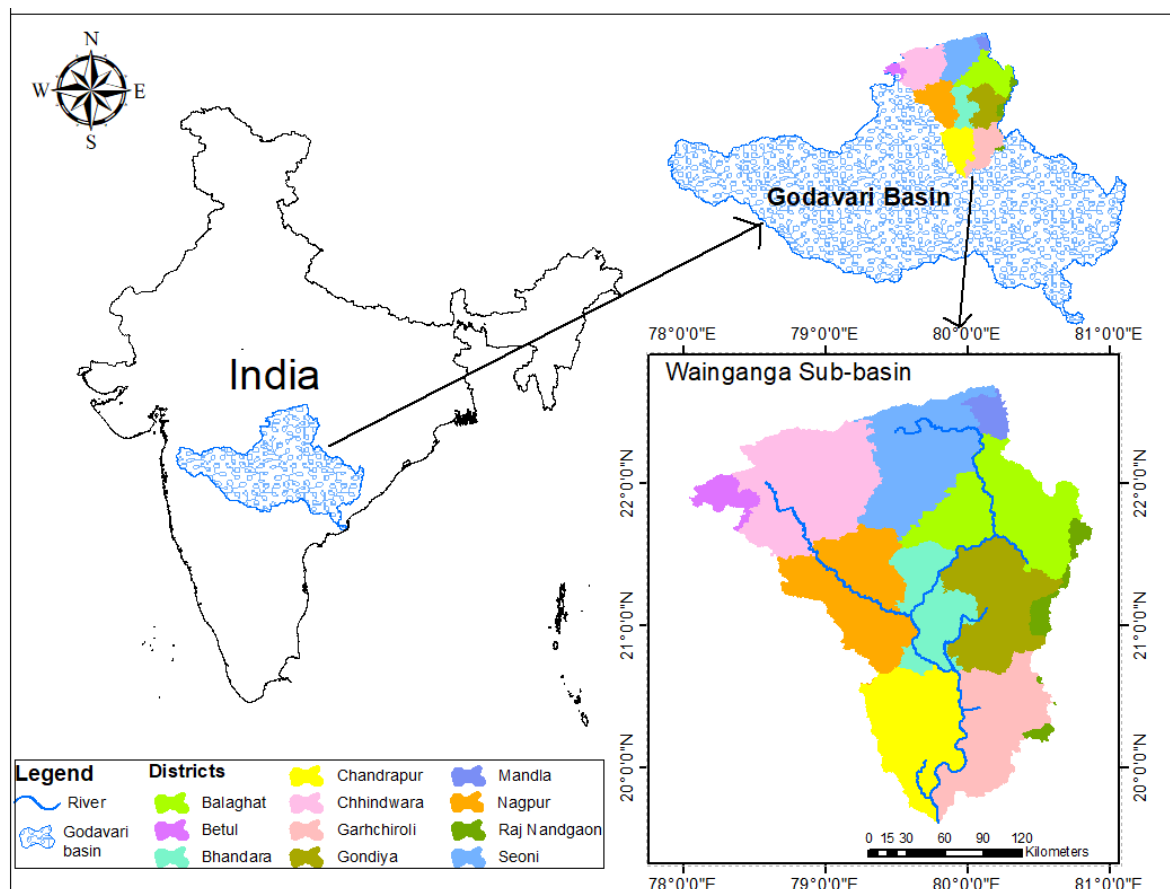 N
W
E
S
India
Godavari Basin
78°0'0"E 79°0'0"E 80°0'0"E 81°0'0"E
Wainganga Sub-basin
22°0'0"N 22°0'0"N
21°0'0"N 21°0'0"N
20°0'0"N 20°0'0"N
0 15 30 60 90 120
Kilometers
78°0'0"E 79°0'0"E 80°0'0"E 81°0'0"E
Legend
River
Godavari
basin
Districts
Balaghat
Betul
Bhandara
Chandrapur
Chhindwara
Garhchiroli
Gondiya
Mandla
Nagpur
Raj Nandgaon
Seoni